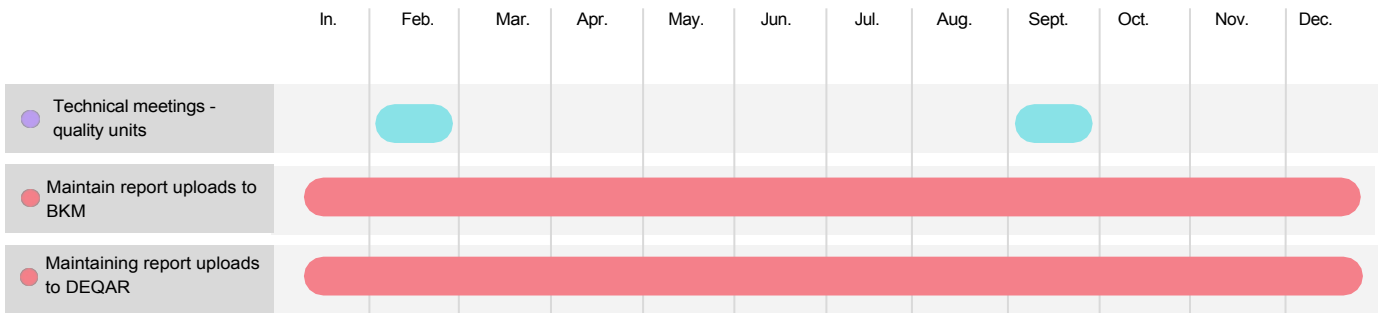 In. Feb. Mar. Apr. May. Jun. Jul. Aug. Sept. Oct. Nov. Dec.
Technical meetings -
quality units
Maintain report uploads to
BKM
Maintaining report uploads
to DEQAR